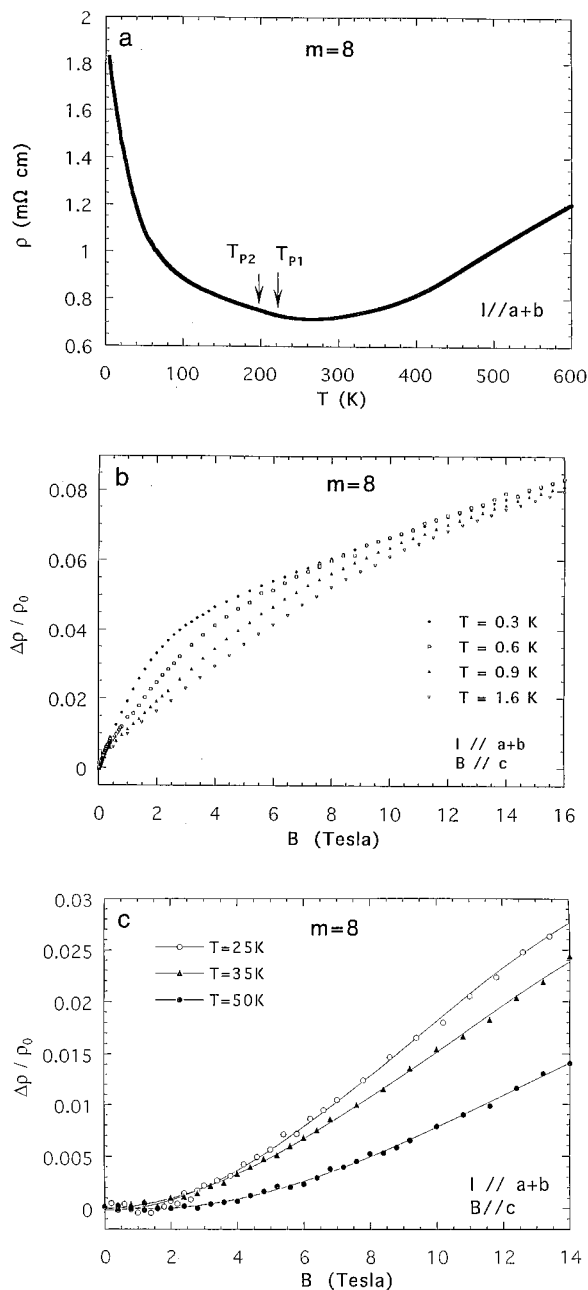 a
m=8
2
1.8
1.6
1.4
1.2
1
0.8
0.6
ρ (mΩ cm)
T_P2 T_P1
I//a+b
0 100 200 300 400 500 600
T (K)
b
m=8
0.08
0.06
0.04
0.02
0
Δρ / ρ₀
T = 0.3 K
T = 0.6 K
T = 0.9 K
T = 1.6 K
I // a+b
B // c
0 2 4 6 8 10 12 14 16
B (Tesla)
c
m=8
0.03
0.025
0.02
0.015
0.01
0.005
0
Δρ / ρ₀
T=25K
T=35K
T=50K
I // a+b
B//c
0 2 4 6 8 10 12 14
B (Tesla)